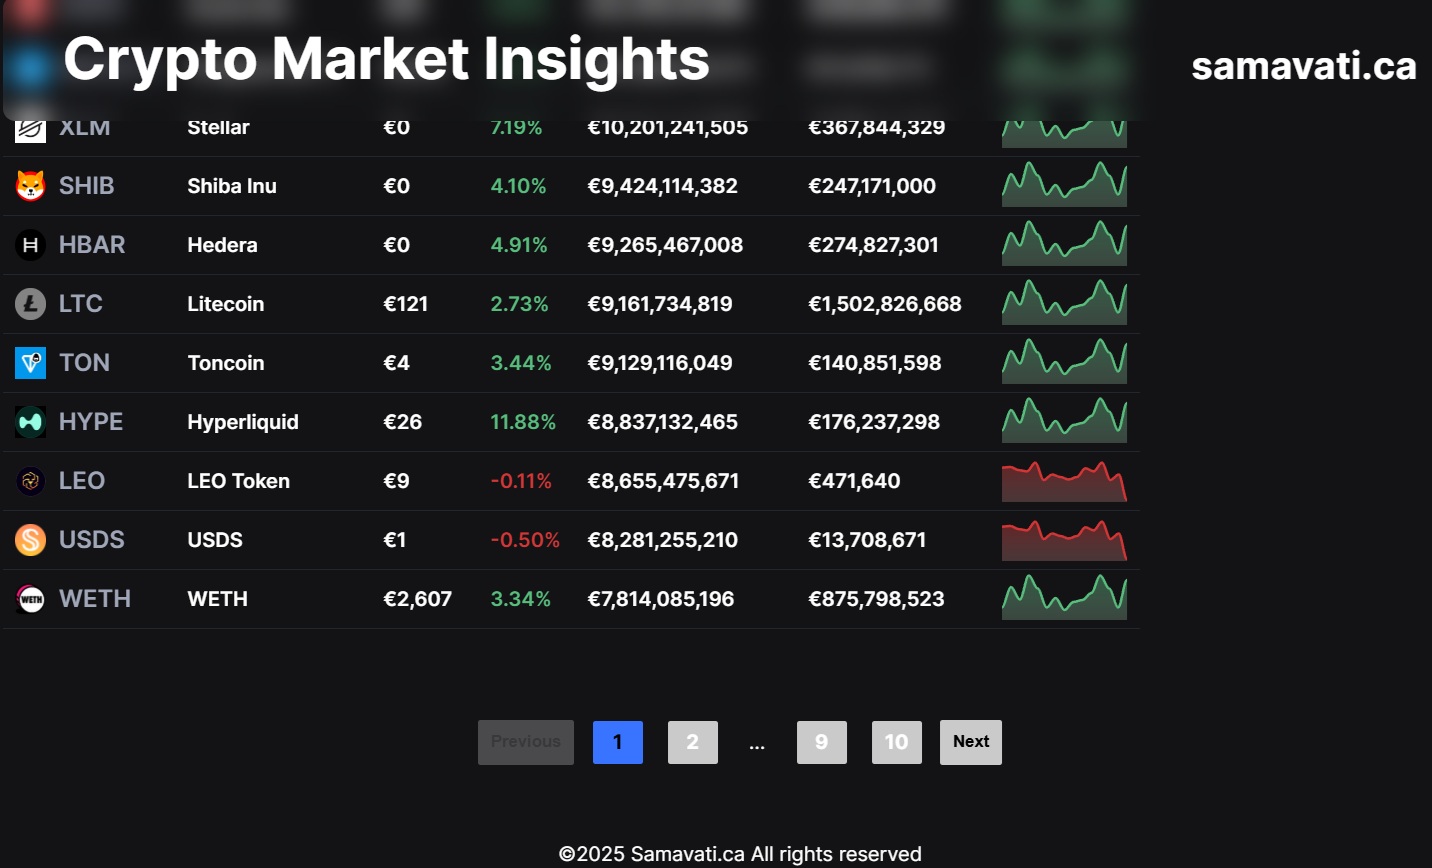 Crypto Market Insights
samavati.ca
XLM Stellar €0 7.19% €10,201,241,505 €367,844,329
SHIB Shiba Inu €0 4.10% €9,424,114,382 €247,171,000
HBAR Hedera €0 4.91% €9,265,467,008 €274,827,301
LTC Litecoin €121 2.73% €9,161,734,819 €1,502,826,668
TON Toncoin €4 3.44% €9,129,116,049 €140,851,598
HYPE Hyperliquid €26 11.88% €8,837,132,465 €176,237,298
LEO LEO Token €9 -0.11% €8,655,475,671 €471,640
USDS USDS €1 -0.50% €8,281,255,210 €13,708,671
WETH WETH WETH €2,607 3.34% €7,814,085,196 €875,798,523
Previous 1 2 ... 9 10 Next
©2025 Samavati.ca All rights reserved